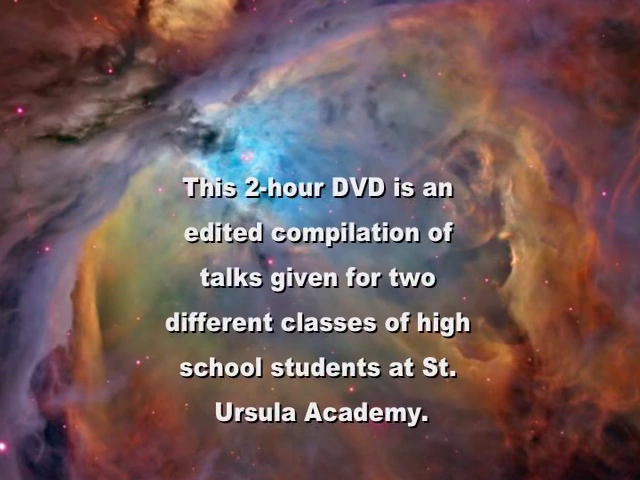 This 2-hour DVD is an
edited compilation of
talks given for two
different classes of high
school students at St.
Ursula Academy.